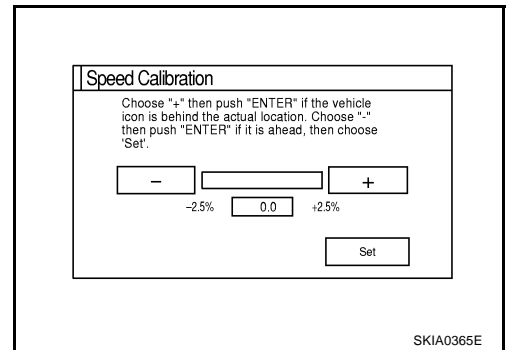 Speed Calibration
Choose "+" then push "ENTER" if the vehicle
icon is behind the actual location. Choose "-"
then push "ENTER" if it is ahead, then choose
'Set'.
− +
−2.5% 0.0 +2.5%
Set
SKIA0365E